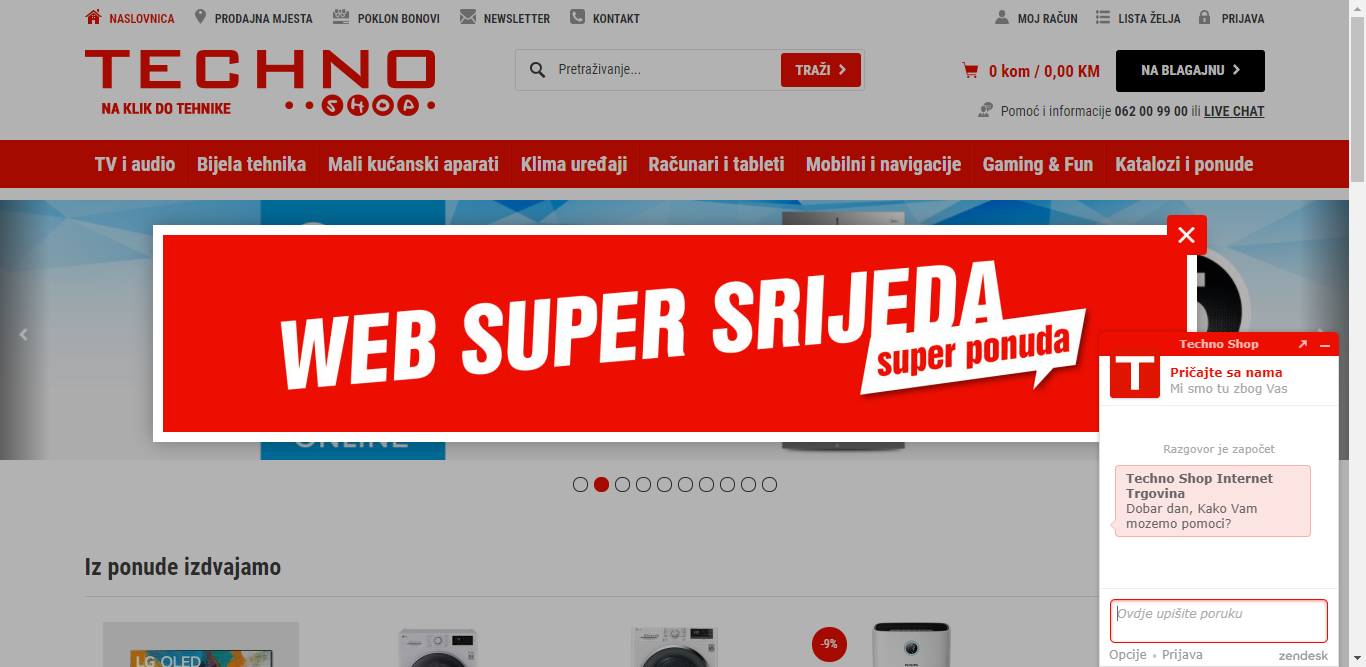 NASLOVNICA PRODAJNA MJESTA POKLON BONOVI NEWSLETTER KONTAKT MOJ RAČUN LISTA ŽELJA PRIJAVA
TECHNO
SHOP
NA KLIK DO TEHNIKE
Pretraživanje... TRAŽI
0 kom / 0,00 KM NA BLAGAJNU
Pomoć i informacije 062 00 99 00 ili LIVE CHAT
TV i audio Bijela tehnika Mali kućanski aparati Klima uređaji Računari i tableti Mobilni i navigacije Gaming & Fun Katalozi i ponude
WEB SUPER SRIJEDA
super ponuda
ONLINE
Techno Shop
T
Pričajte sa nama
Mi smo tu zbog Vas
Razgovor je započet
Techno Shop Internet
Trgovina
Dobar dan, Kako Vam
mozemo pomoci?
Ovdje upišite poruku
Opcije • Prijava zendesk
Iz ponude izdvajamo
LG OLED
-9%